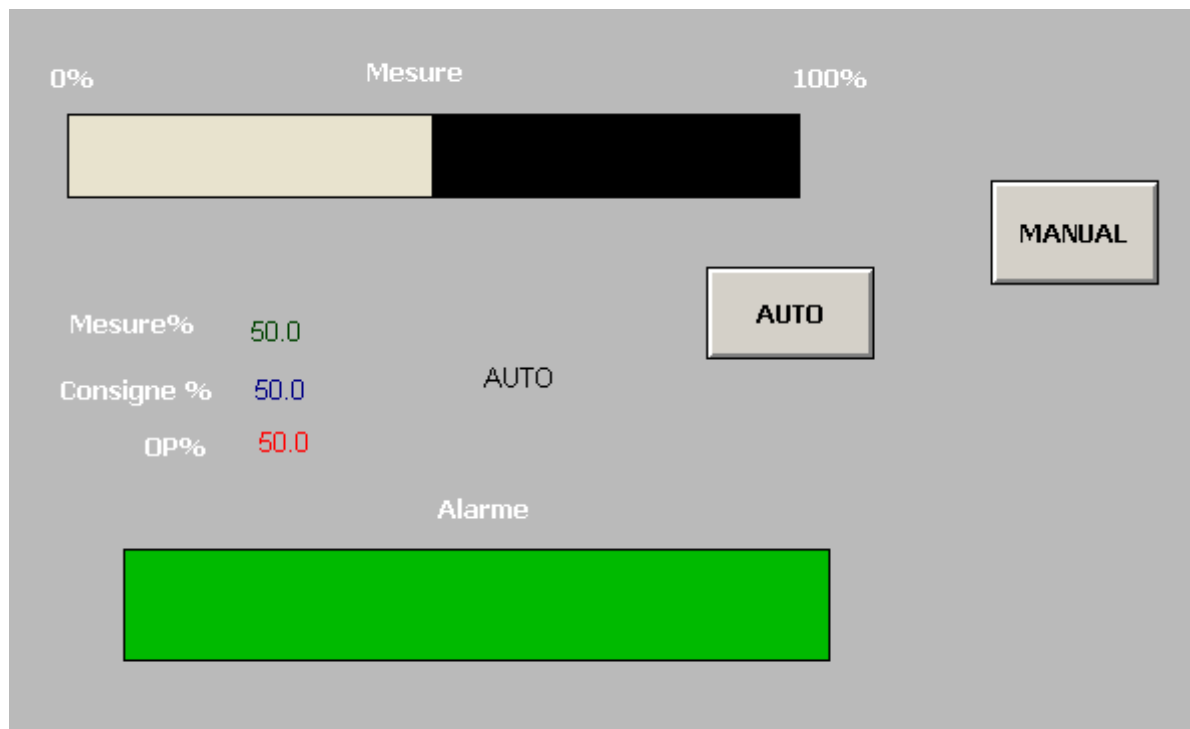 0% Mesure 100%
MANUAL
AUTO
Mesure% 50.0
AUTO
Consigne % 50.0
OP% 50.0
Alarme